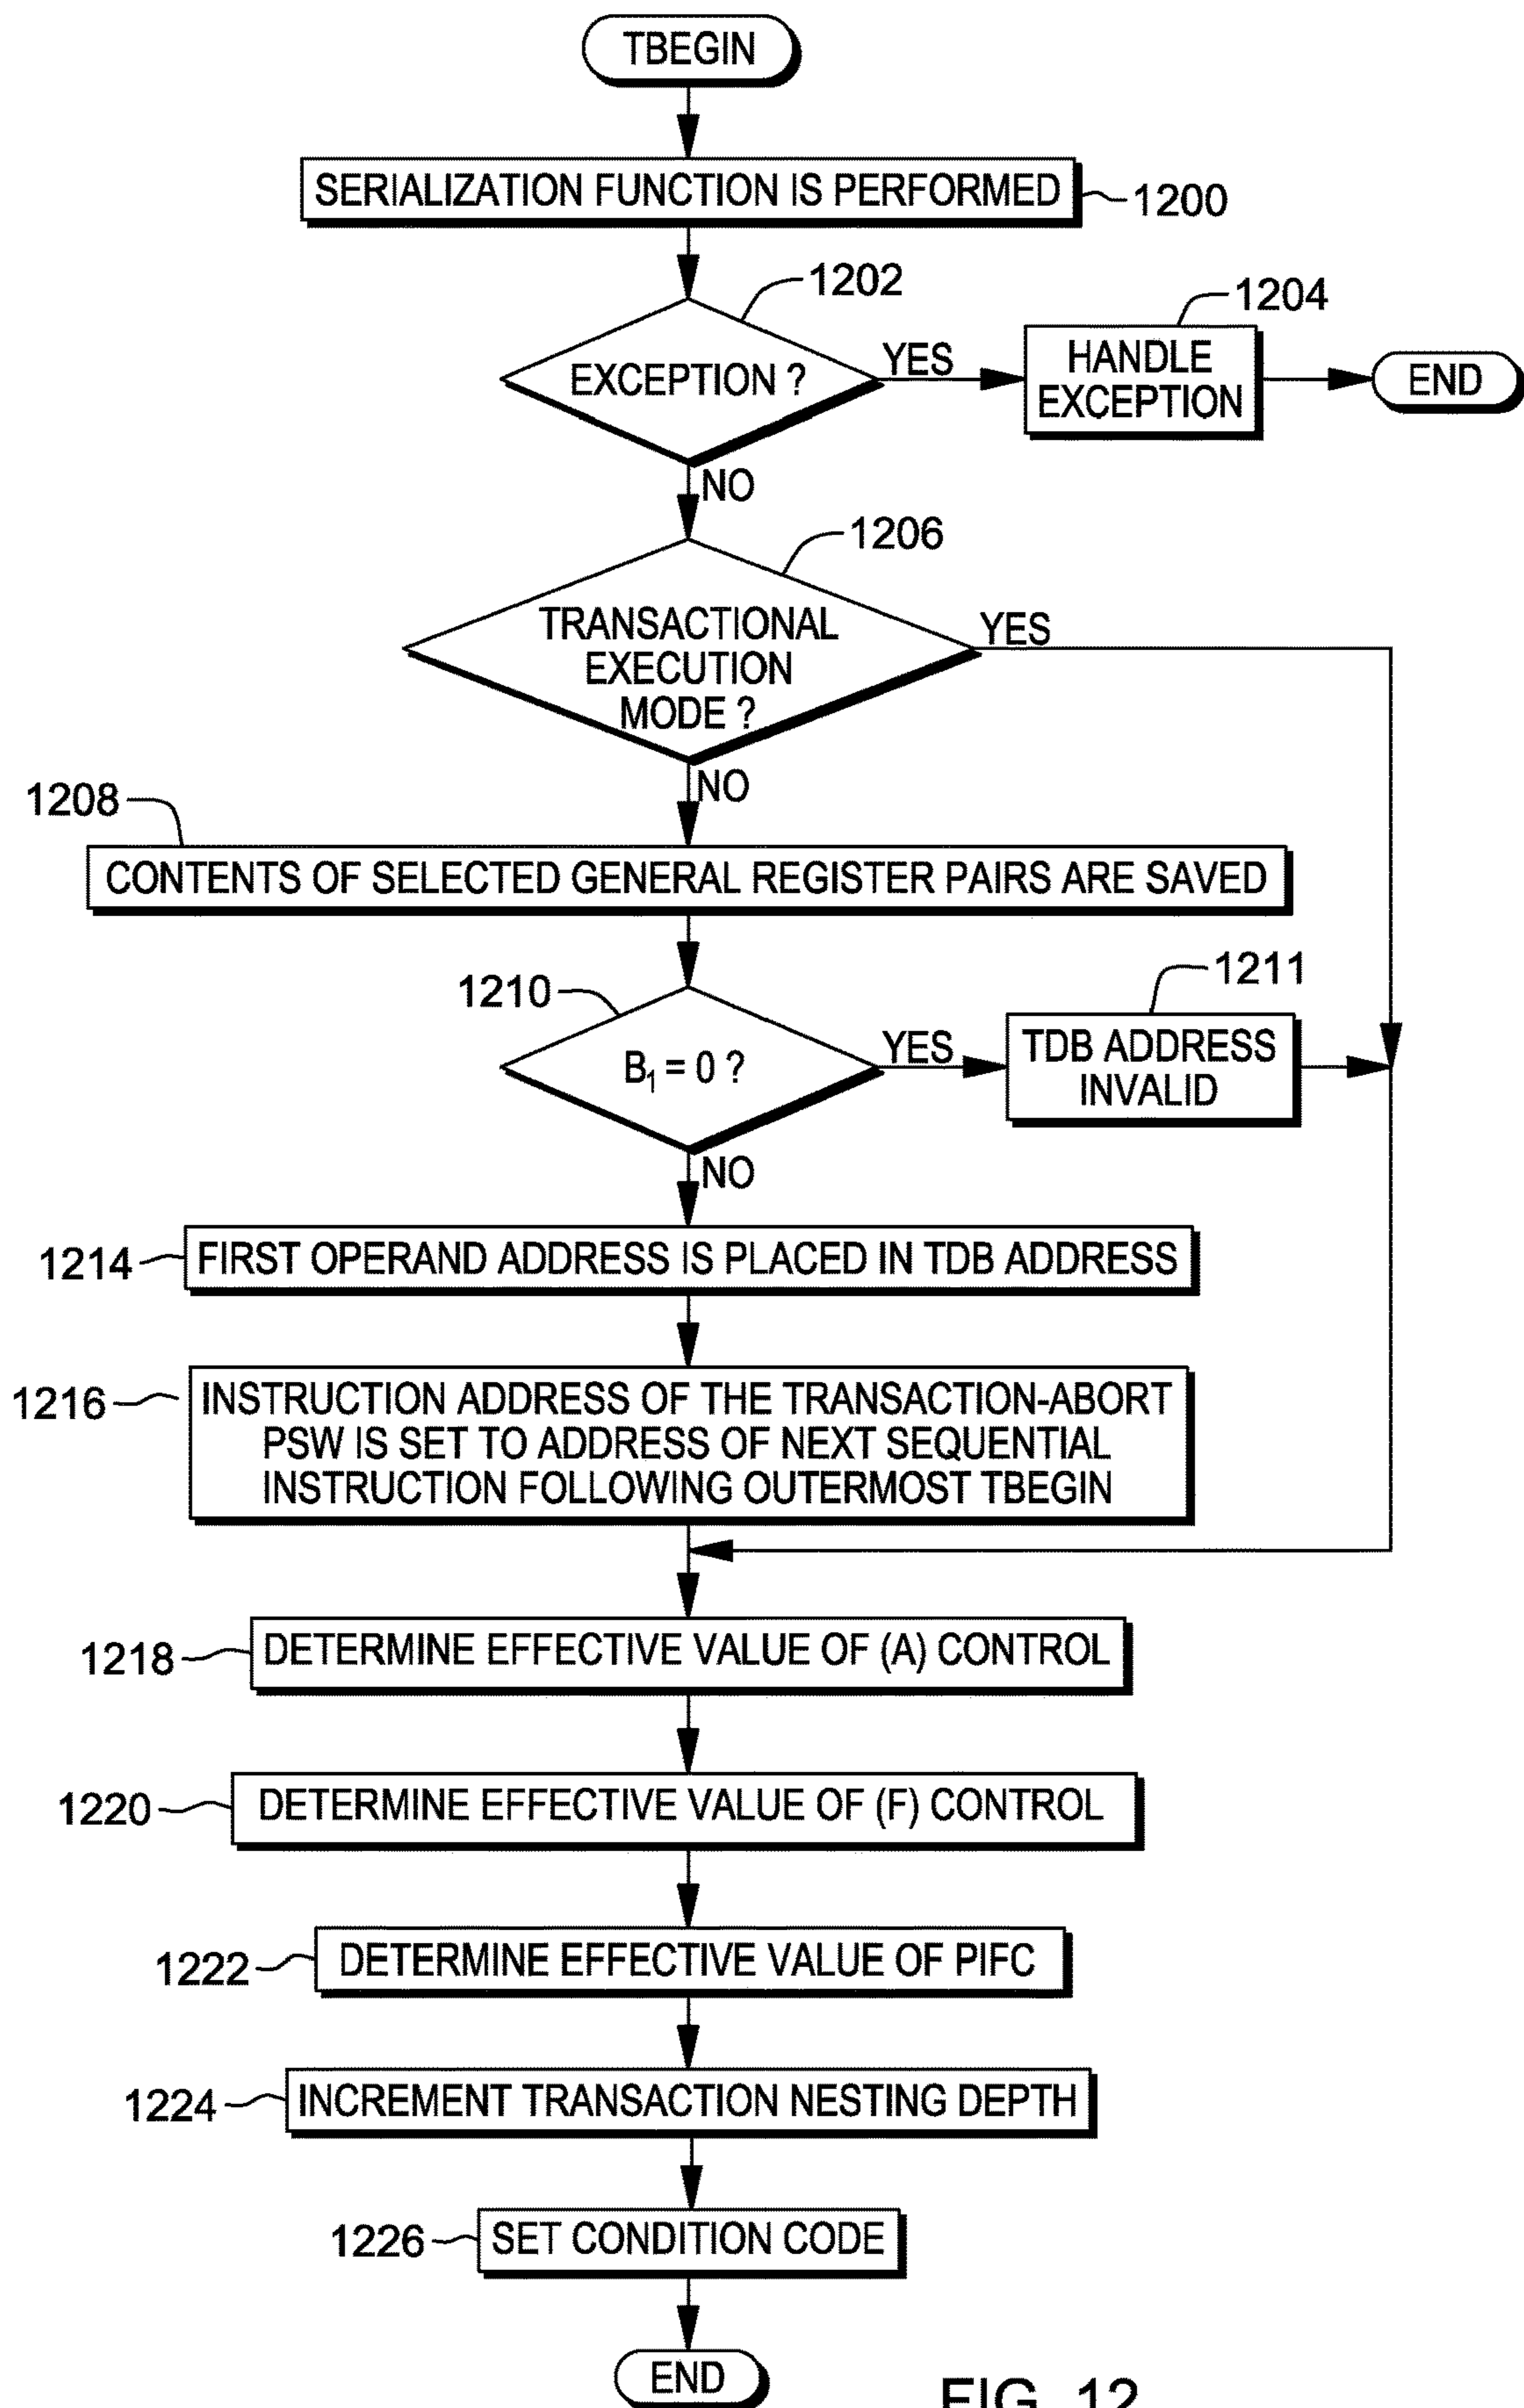 TBEGIN
SERIALIZATION FUNCTION IS PERFORMED
1200
1202
1204
EXCEPTION ?
YES
HANDLE
EXCEPTION
END
NO
1206
TRANSACTIONAL
EXECUTION
MODE ?
YES
NO
1208
CONTENTS OF SELECTED GENERAL REGISTER PAIRS ARE SAVED
1210
1211
B1 = 0 ?
YES
TDB ADDRESS
INVALID
NO
1214
FIRST OPERAND ADDRESS IS PLACED IN TDB ADDRESS
1216
INSTRUCTION ADDRESS OF THE TRANSACTION-ABORT
PSW IS SET TO ADDRESS OF NEXT SEQUENTIAL
INSTRUCTION FOLLOWING OUTERMOST TBEGIN
1218
DETERMINE EFFECTIVE VALUE OF (A) CONTROL
1220
DETERMINE EFFECTIVE VALUE OF (F) CONTROL
1222
DETERMINE EFFECTIVE VALUE OF PIFC
1224
INCREMENT TRANSACTION NESTING DEPTH
1226
SET CONDITION CODE
END
FIG. 12